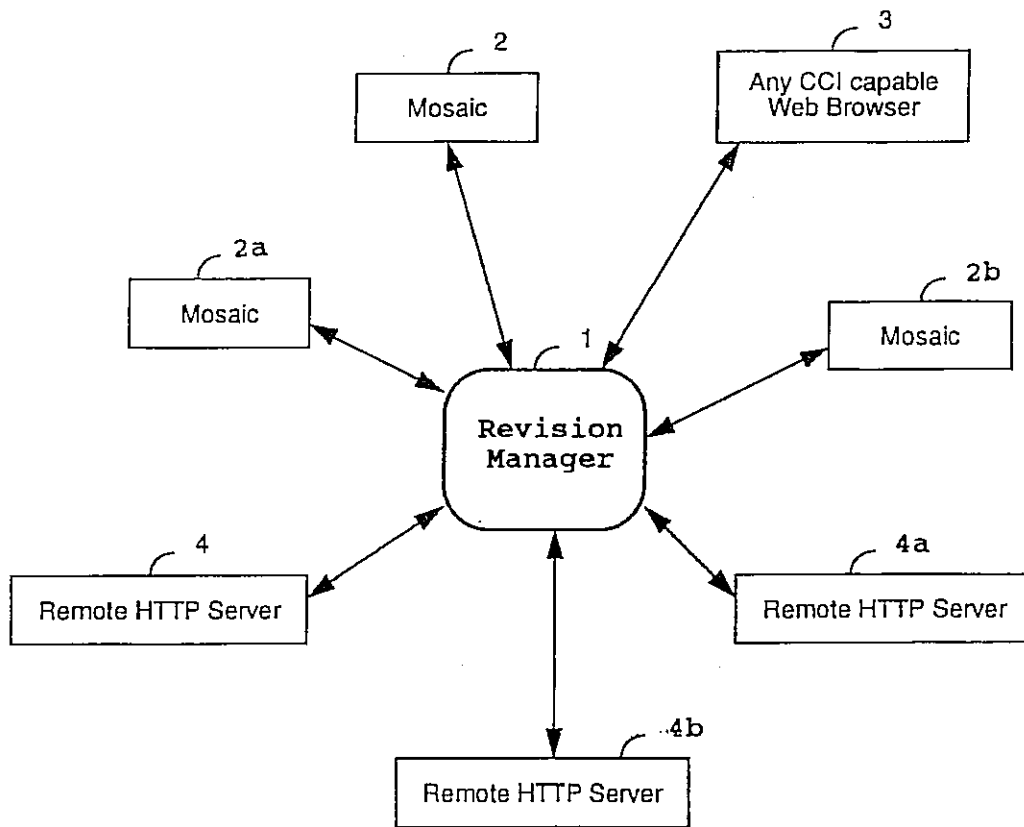 2
Mosaic
3
Any CCI capable
Web Browser
2a
Mosaic
2b
Mosaic
1
Revision
Manager
4
Remote HTTP Server
4a
Remote HTTP Server
4b
Remote HTTP Server